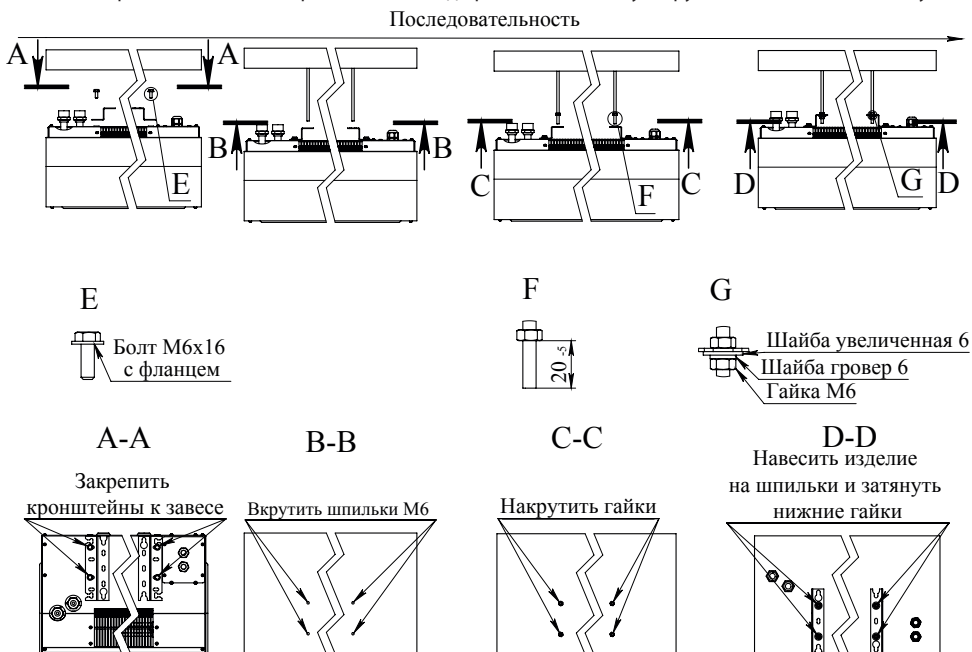 Последовательность
A A
B B
C C
D D
E
F
G
E
Болт М6х16
с фланцем
F
20 -5
G
Шайба увеличенная 6
Шайба гровер 6
Гайка М6
A-A
Закрепить
кронштейны к завесе
B-B
Вкрутить шпильки М6
C-C
Накрутить гайки
D-D
Навесить изделие
на шпильки и затянуть
нижние гайки